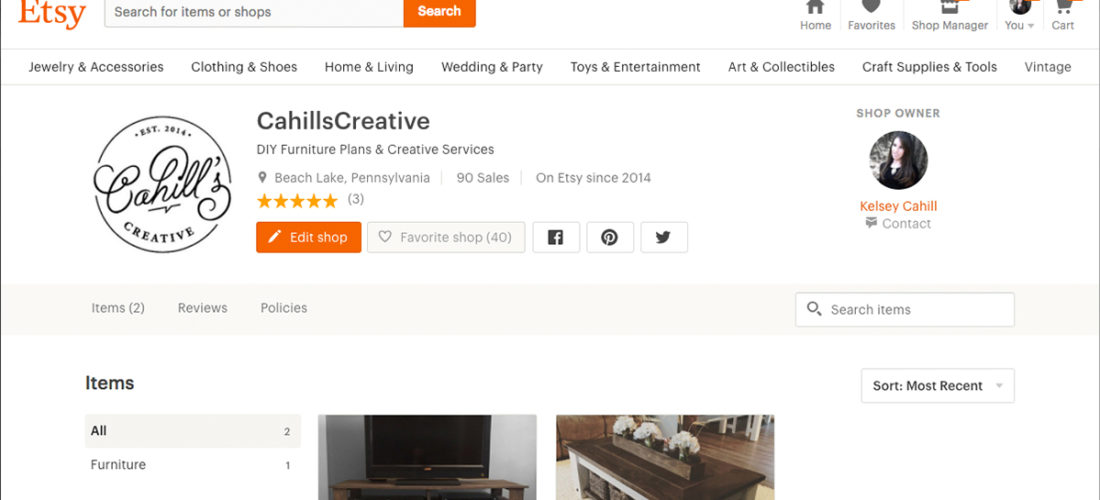 Etsy
Search for items or shops
Search
Home
Favorites
Shop Manager
You
Cart
Jewelry & Accessories
Clothing & Shoes
Home & Living
Wedding & Party
Toys & Entertainment
Art & Collectibles
Craft Supplies & Tools
Vintage
• EST. 2014 •
Cahill's
CREATIVE
CahillsCreative
DIY Furniture Plans & Creative Services
Beach Lake, Pennsylvania
90 Sales
On Etsy since 2014
(3)
Edit shop
Favorite shop (40)
SHOP OWNER
Kelsey Cahill
Contact
Items (2)
Reviews
Policies
Search items
Items
Sort: Most Recent
All 2
Furniture 1